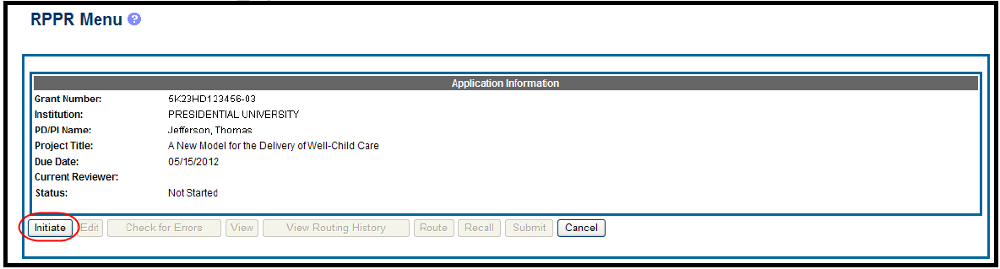 RPPR Menu ?
Application Information
Grant Number: 5K23HD123456-03
Institution: PRESIDENTIAL UNIVERSITY
PD/PI Name: Jefferson, Thomas
Project Title: A New Model for the Delivery of Well-Child Care
Due Date: 05/15/2012
Current Reviewer:
Status: Not Started
Initiate Edit Check for Errors View View Routing History Route Recall Submit Cancel